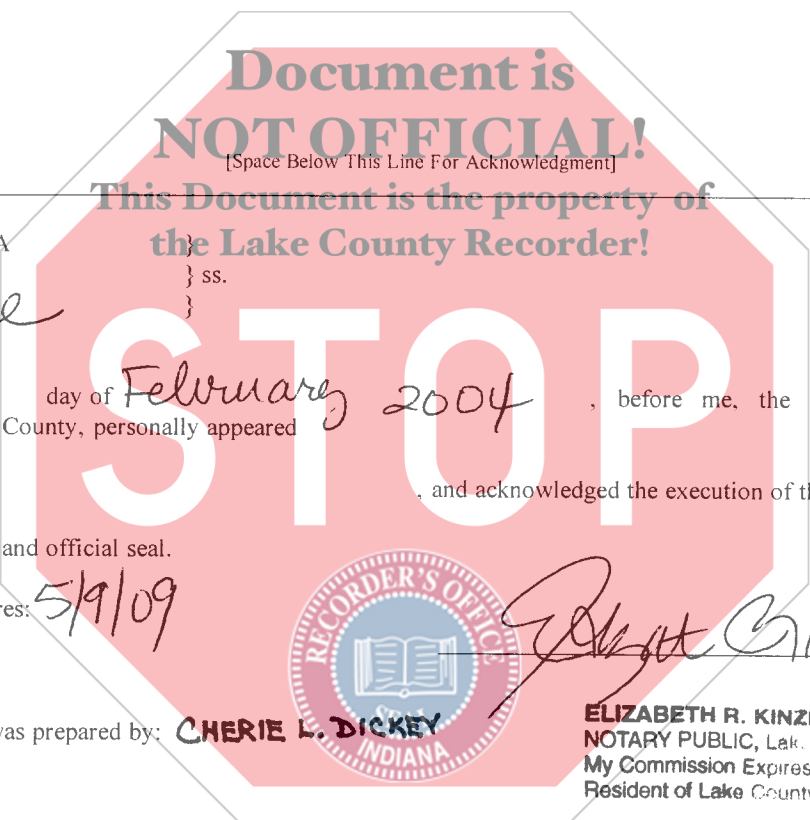 Document is
NOT OFFICIAL!
[Space Below This Line For Acknowledgment]
This Document is the property of
A }
the Lake County Recorder!
} ss.
}
STOP
day of February 2004 , before me, the
County, personally appeared
, and acknowledged the execution of th
and official seal.
res: 5/9/09
RECORDER'S OFFICE
SEAL
INDIANA
was prepared by: CHERIE L. DICKEY
ELIZABETH R. KINZ
NOTARY PUBLIC, Lak
My Commission Expires
Resident of Lake County